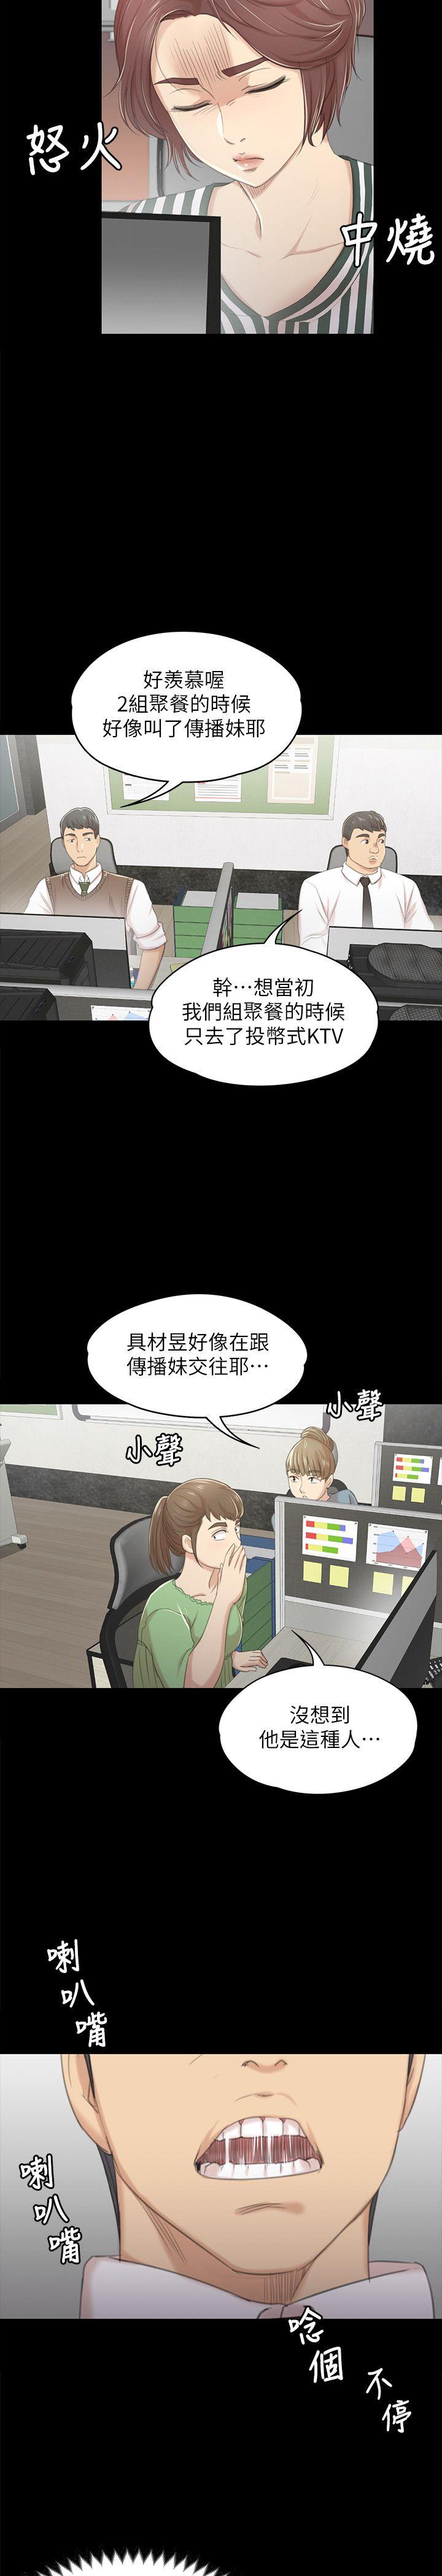 怒火
中燒
好羨慕喔
2組聚餐的時候
好像叫了傳播妹耶
幹…想當初
我們組聚餐的時候
只去了投幣式KTV
具材昱好像在跟
傳播妹交往耶…
小聲
小聲
沒想到
他是這種人…
喇叭嘴
喇叭嘴
唸個
不停